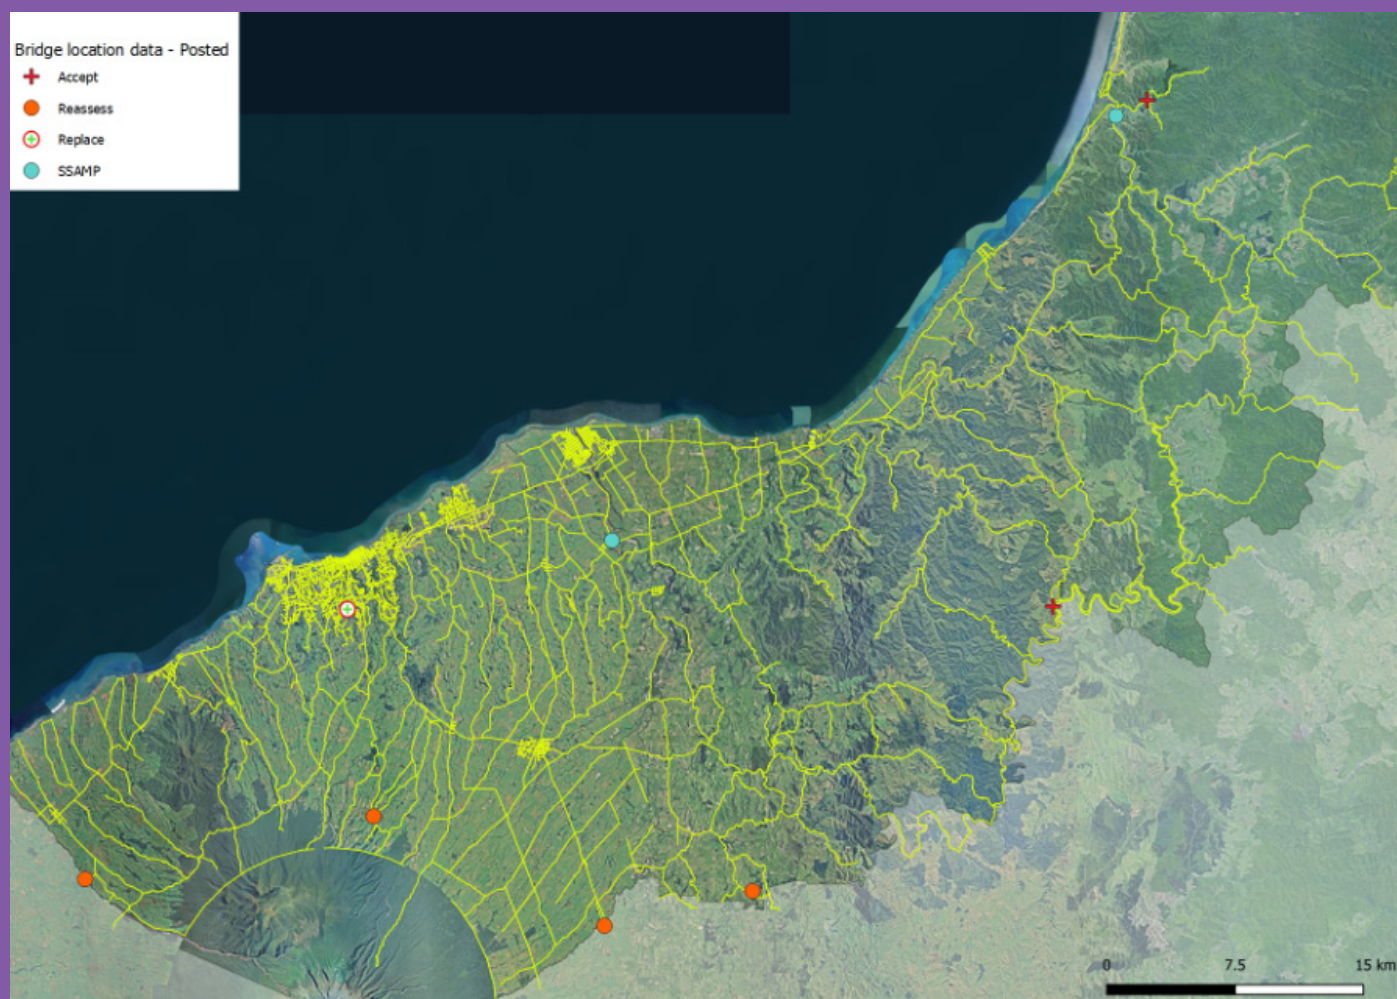 Bridge location data - Posted
Accept
Reassess
Replace
SSAMP
0 7.5 15 km